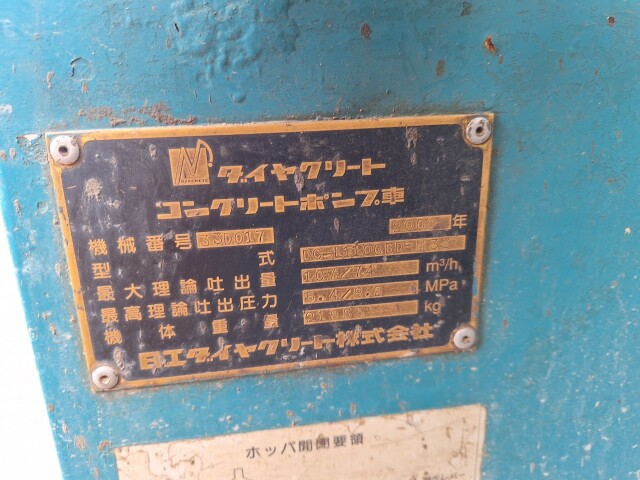 ダイヤクリート
コンクリートポンプ車
機械番号 33D017 年
型式
最大理論吐出量 107/74 m³/h
最高理論吐出圧力 MPa
機体重量 kg
日工ダイヤクリート株式会社
ホッパ開閉要領